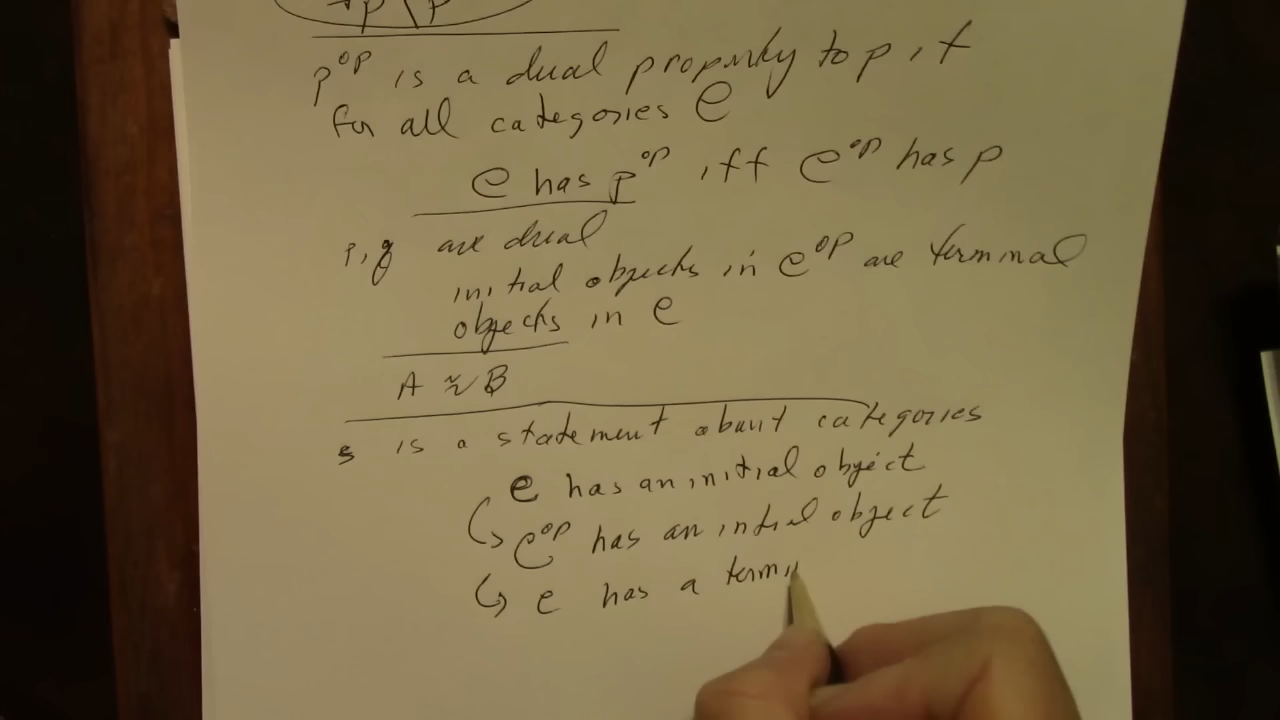 p^op is a dual property to p if
for all categories C
C has p^op iff C^op has p
p, q are dual
initial objects in C^op are terminal
objects in C
A ≈ B
s is a statement about categories
C has an initial object
↪ C^op has an initial object
↪ C has a termi